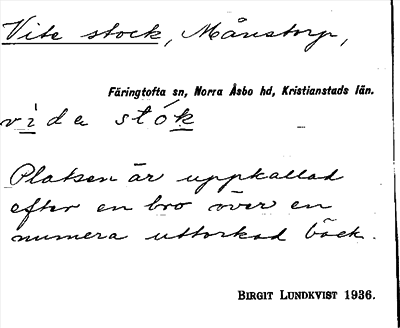 Vite stock, Månstorp,
Färingtofta sn, Norra Åsbo hd, Kristianstads län.
vida stók
Platsen är uppkallad
efter en bro över en
numera uttorkad bäck.
BIRGIT LUNDKVIST 1936.